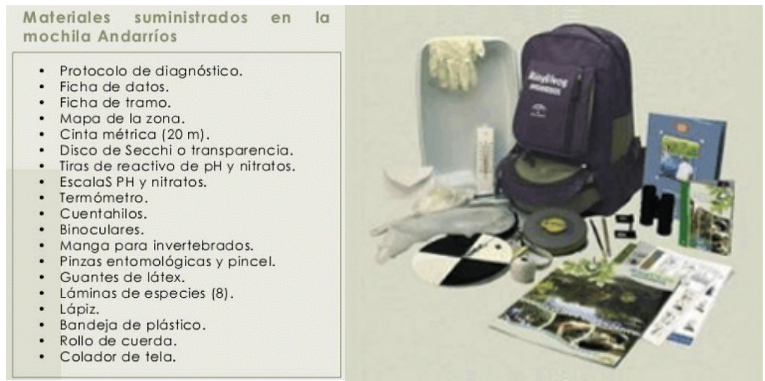 Materiales suministrados en la
mochila Andarríos
• Protocolo de diagnóstico.
• Ficha de datos.
• Ficha de tramo.
• Mapa de la zona.
• Cinta métrica (20 m).
• Disco de Secchi o transparencia.
• Tiras de reactivo de pH y nitratos.
• EscalaS PH y nitratos.
• Termómetro.
• Cuentahilos.
• Binoculares.
• Manga para invertebrados.
• Pinzas entomológicas y pincel.
• Guantes de látex.
• Láminas de especies (8).
• Lápiz.
• Bandeja de plástico.
• Rollo de cuerda.
• Colador de tela.